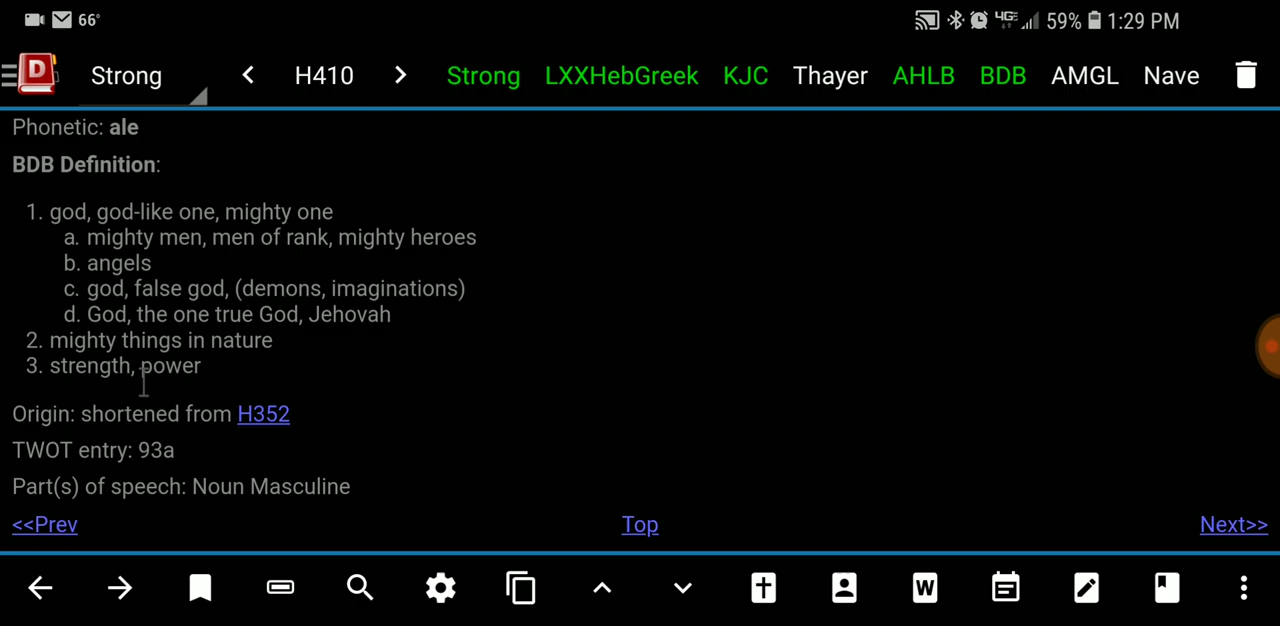 66° 4GE 59% 1:29 PM
D Strong < H410 > Strong LXXHebGreek KJC Thayer AHLB BDB AMGL Nave
Phonetic: ale
BDB Definition:
1. god, god-like one, mighty one
a. mighty men, men of rank, mighty heroes
b. angels
c. god, false god, (demons, imaginations)
d. God, the one true God, Jehovah
2. mighty things in nature
3. strength, power
Origin: shortened from H352
TWOT entry: 93a
Part(s) of speech: Noun Masculine
<<Prev Top Next>>
W